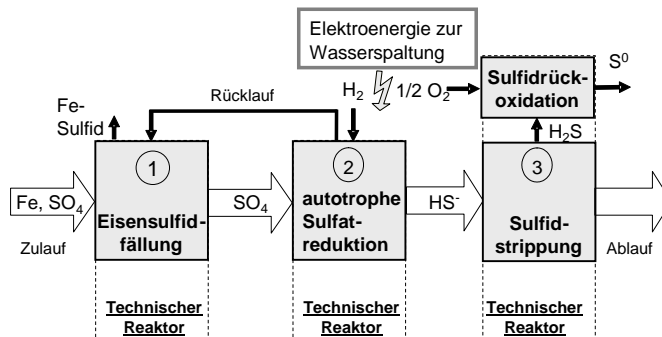 Elektroenergie zur
Wasserspaltung
H₂
1/2 O₂
Sulfidrück-
oxidation
S⁰
Fe-
Sulfid
Rücklauf
H₂S
1
2
3
Fe, SO₄
Eisensulfid-
fällung
SO₄
autotrophe
Sulfat-
reduktion
HS⁻
Sulfid-
strippung
Zulauf
Ablauf
Technischer
Reaktor
Technischer
Reaktor
Technischer
Reaktor